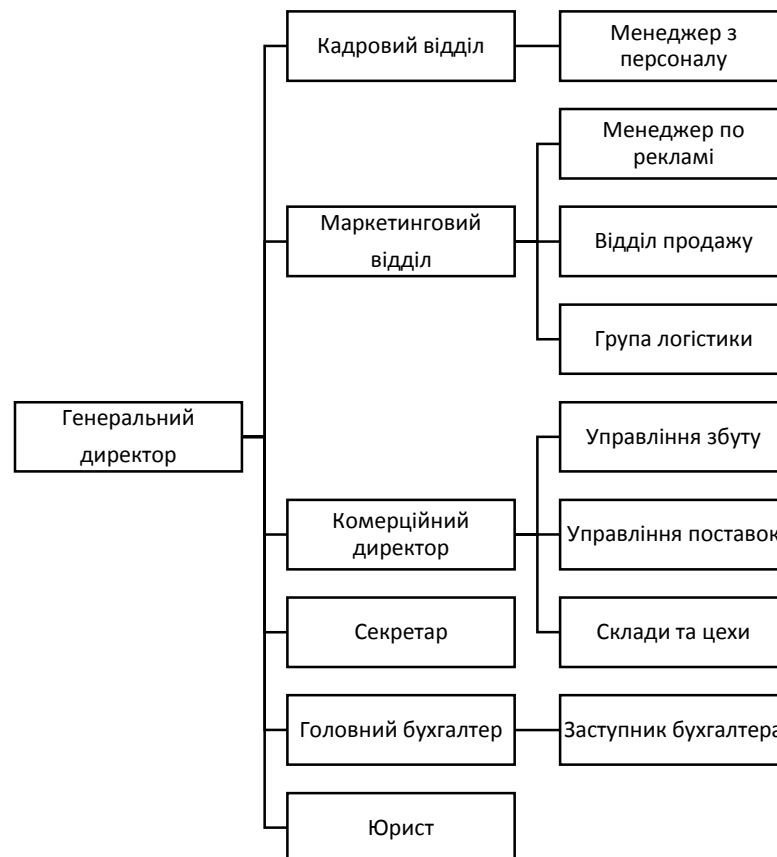 Кадровий відділ
Менеджер з
персоналу
Менеджер по
рекламі
Маркетинговий
відділ
Відділ продажу
Група логістики
Генеральний
директор
Управління збуту
Комерційний
директор
Управління поставок
Склади та цехи
Секретар
Головний бухгалтер
Заступник бухгалтера
Юрист